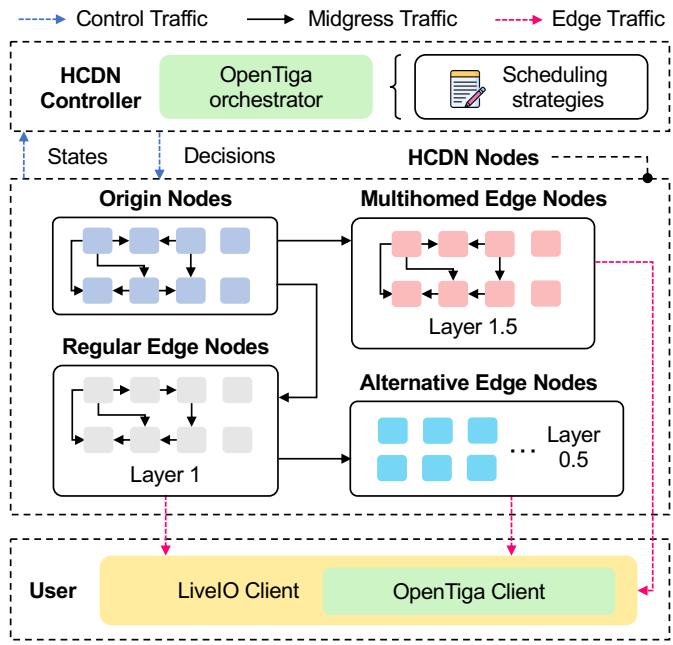 Control Traffic
Midgress Traffic
Edge Traffic
HCDN
Controller
OpenTiga
orchestrator
Scheduling
strategies
States
Decisions
HCDN Nodes
Origin Nodes
Multihomed Edge Nodes
Layer 1.5
Regular Edge Nodes
Layer 1
Alternative Edge Nodes
... Layer
0.5
User
LiveIO Client
OpenTiga Client